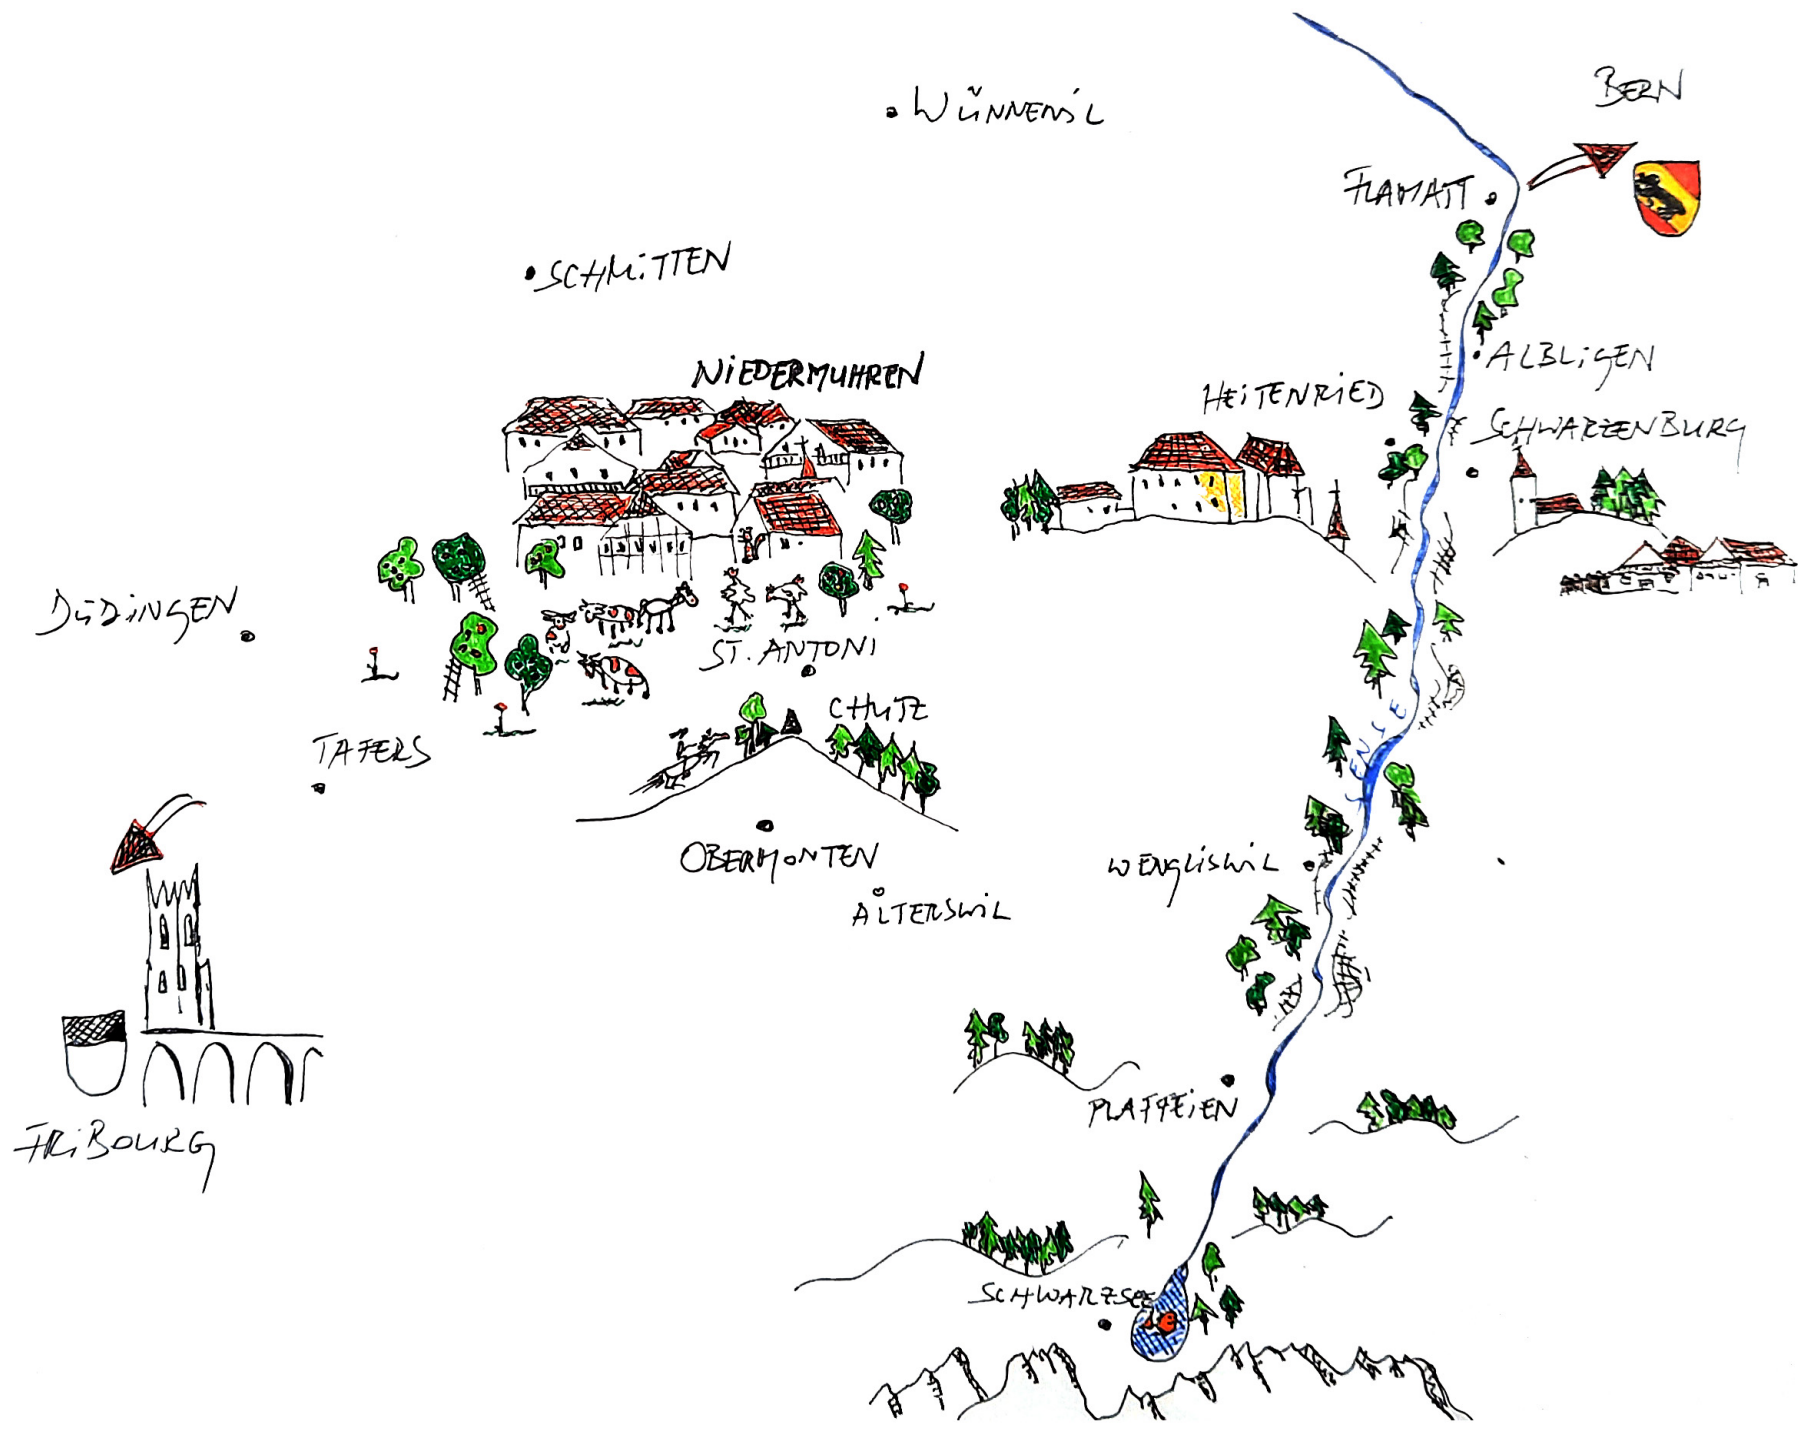 BERN
WÜNNEWIL
FLAMATT
SCHMITTEN
NIEDERMUHREN
ALBLIGEN
HEITENRIED
SCHWARZENBURG
DÜDINGEN
ST. ANTONI
CHUTZ
TAFERS
SENSE
OBERMONTEN
WENGLISWIL
ALTERSWIL
PLAFFEIEN
FRIBOURG
SCHWARZSEE